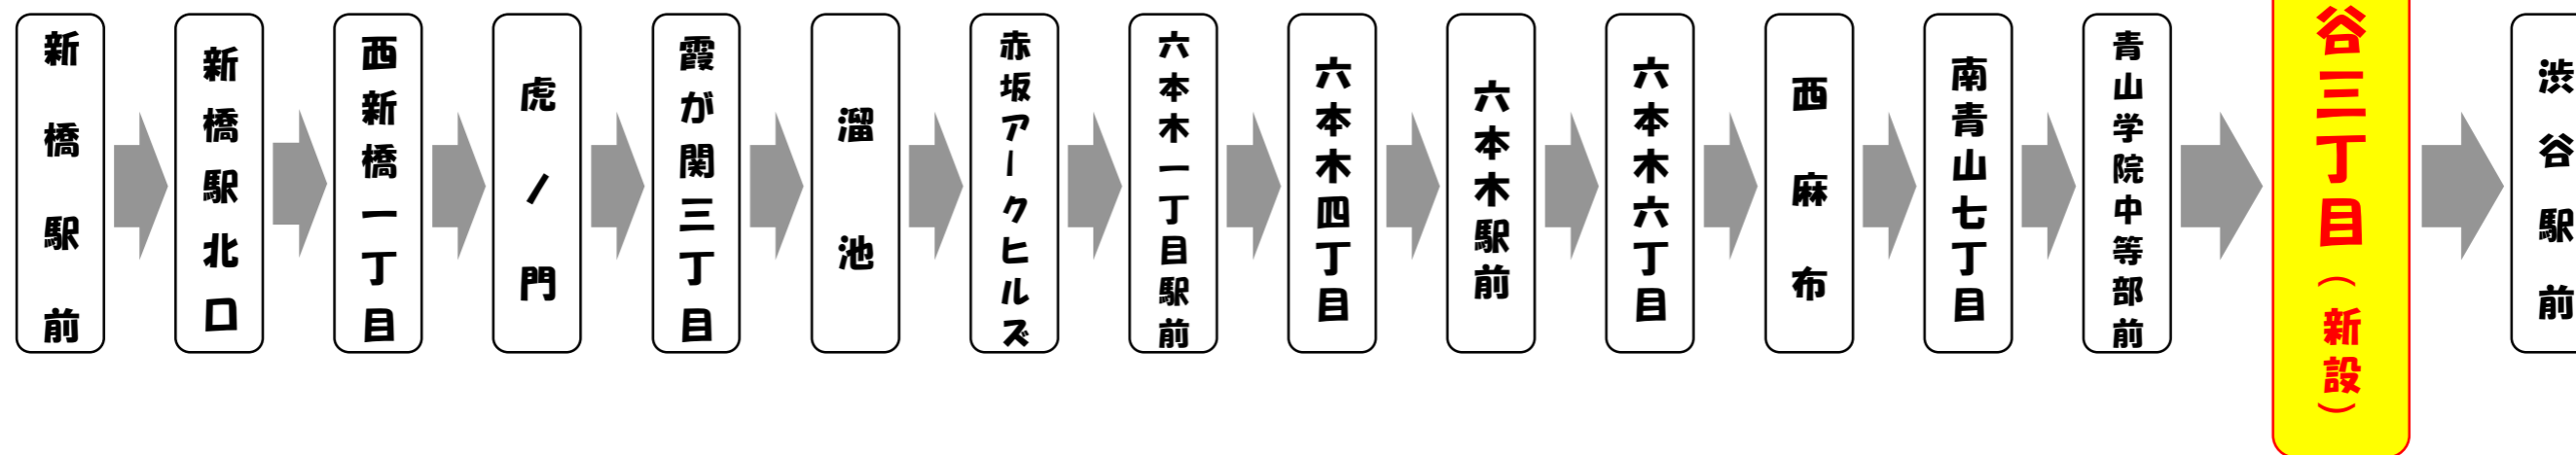 新橋駅前
新橋駅北口
西新橋一丁目
虎ノ門
霞が関三丁目
溜池
赤坂アークヒルズ
六本木一丁目駅前
六本木四丁目
六本木駅前
六本木六丁目
西麻布
南青山七丁目
青山学院中等部前
谷三丁目(新設)
渋谷駅前